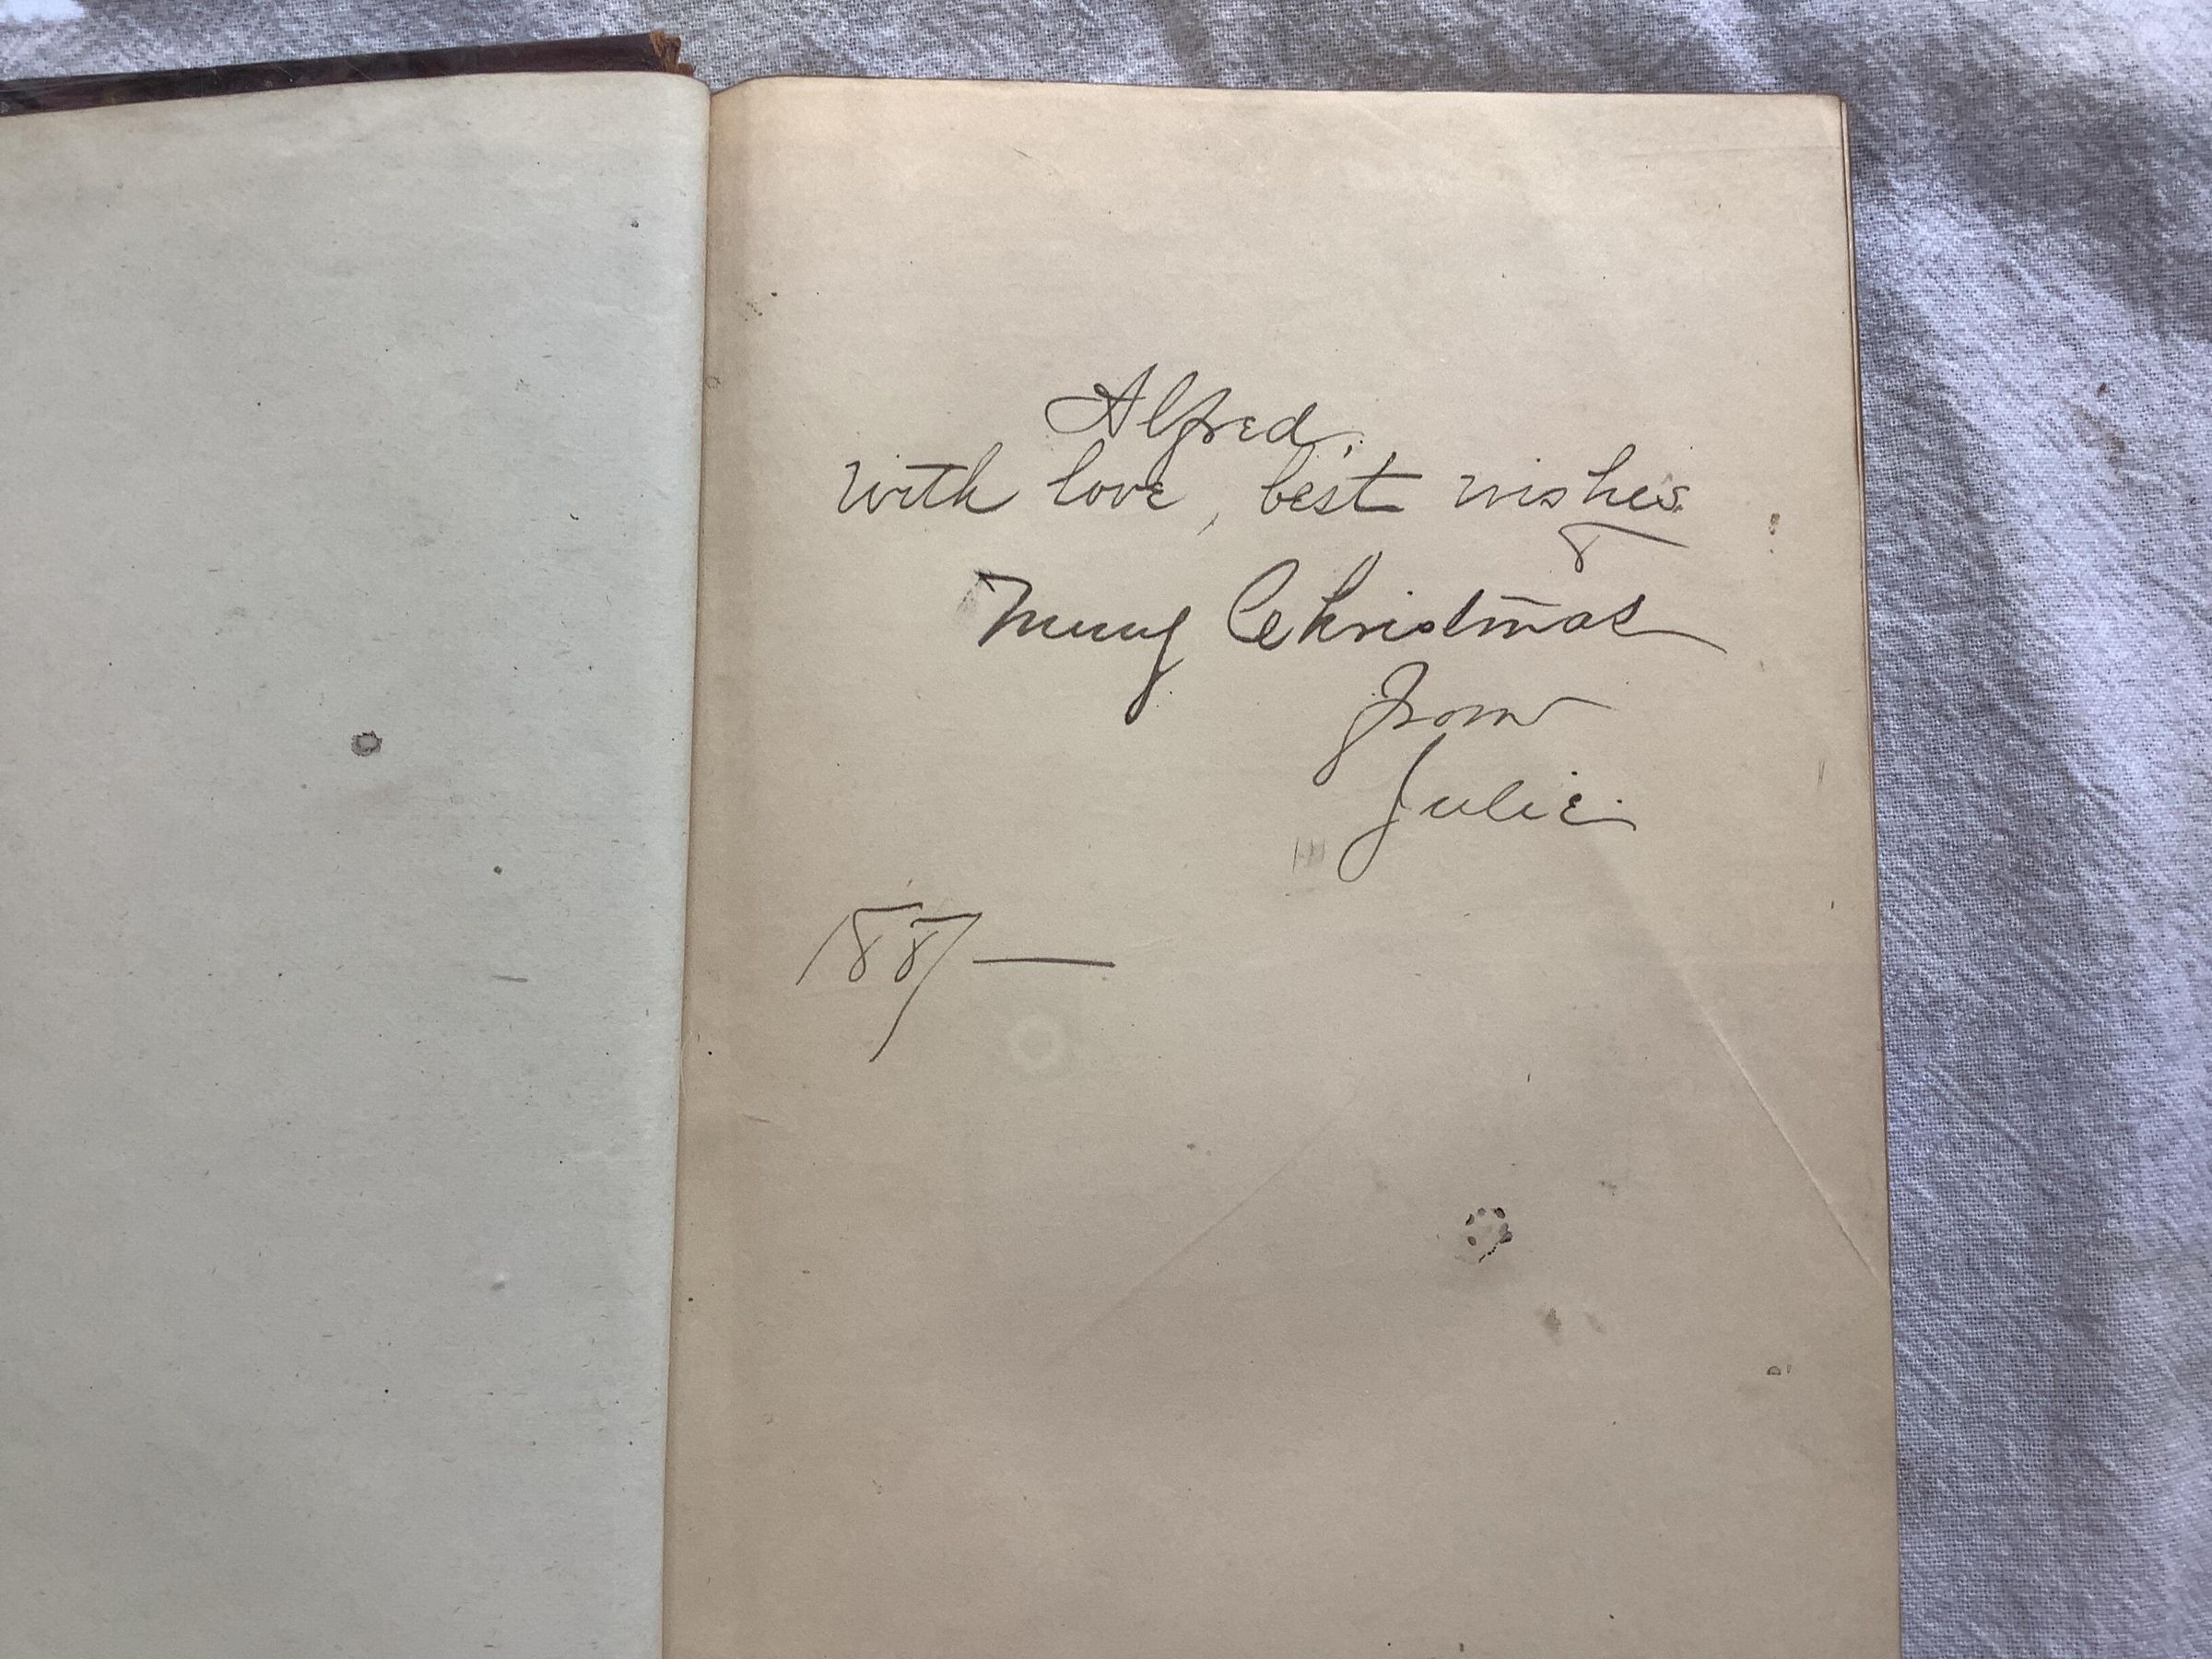 Alfred.
with love, best wishes.
&
Merry Christmas
from
Julie.
1887—